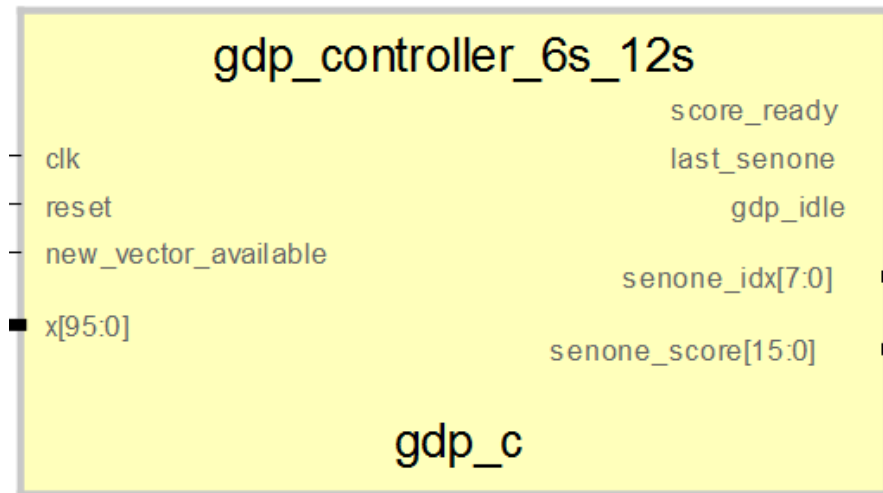 gdp_controller_6s_12s
score_ready
clk
last_senone
reset
gdp_idle
new_vector_available
senone_idx[7:0]
x[95:0]
senone_score[15:0]
gdp_c